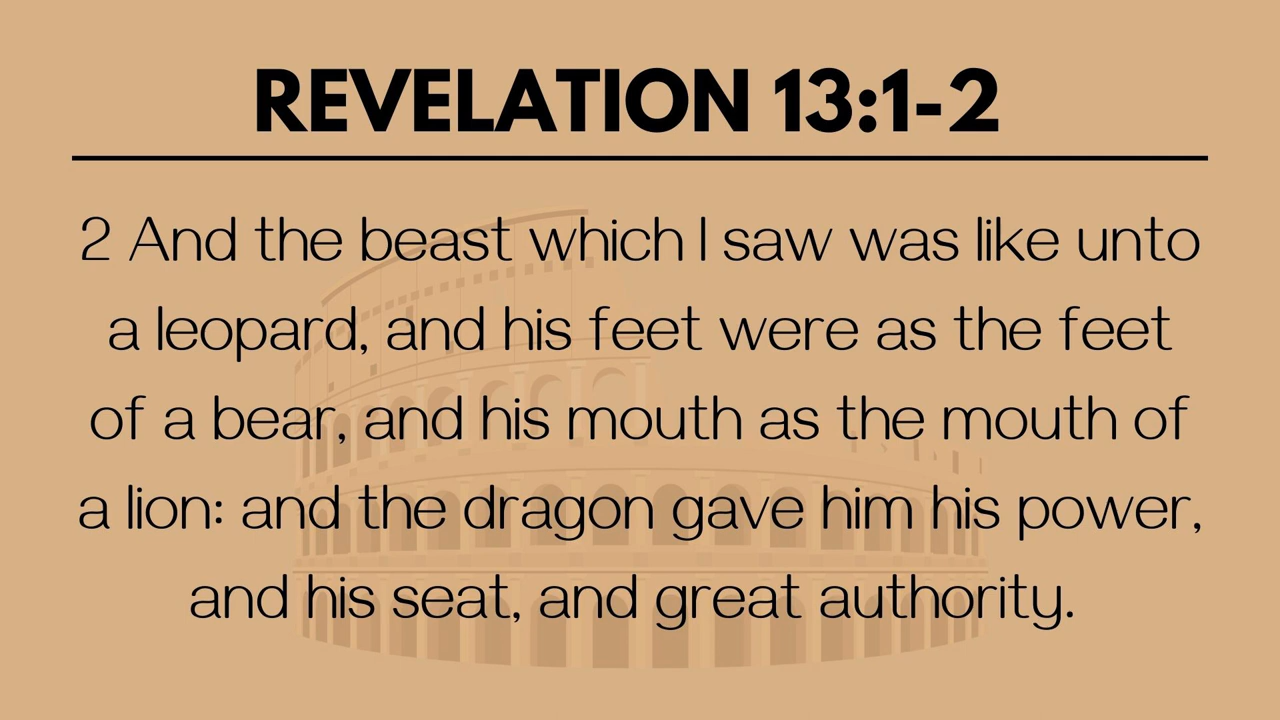 REVELATION 13:1-2
2 And the beast which I saw was like unto
a leopard, and his feet were as the feet
of a bear, and his mouth as the mouth of
a lion: and the dragon gave him his power,
and his seat, and great authority.